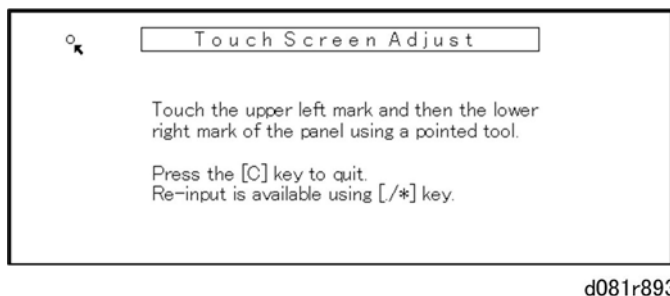 Touch Screen Adjust
Touch the upper left mark and then the lower
right mark of the panel using a pointed tool.
Press the [C] key to quit.
Re-input is available using [./*] key.
d081r893